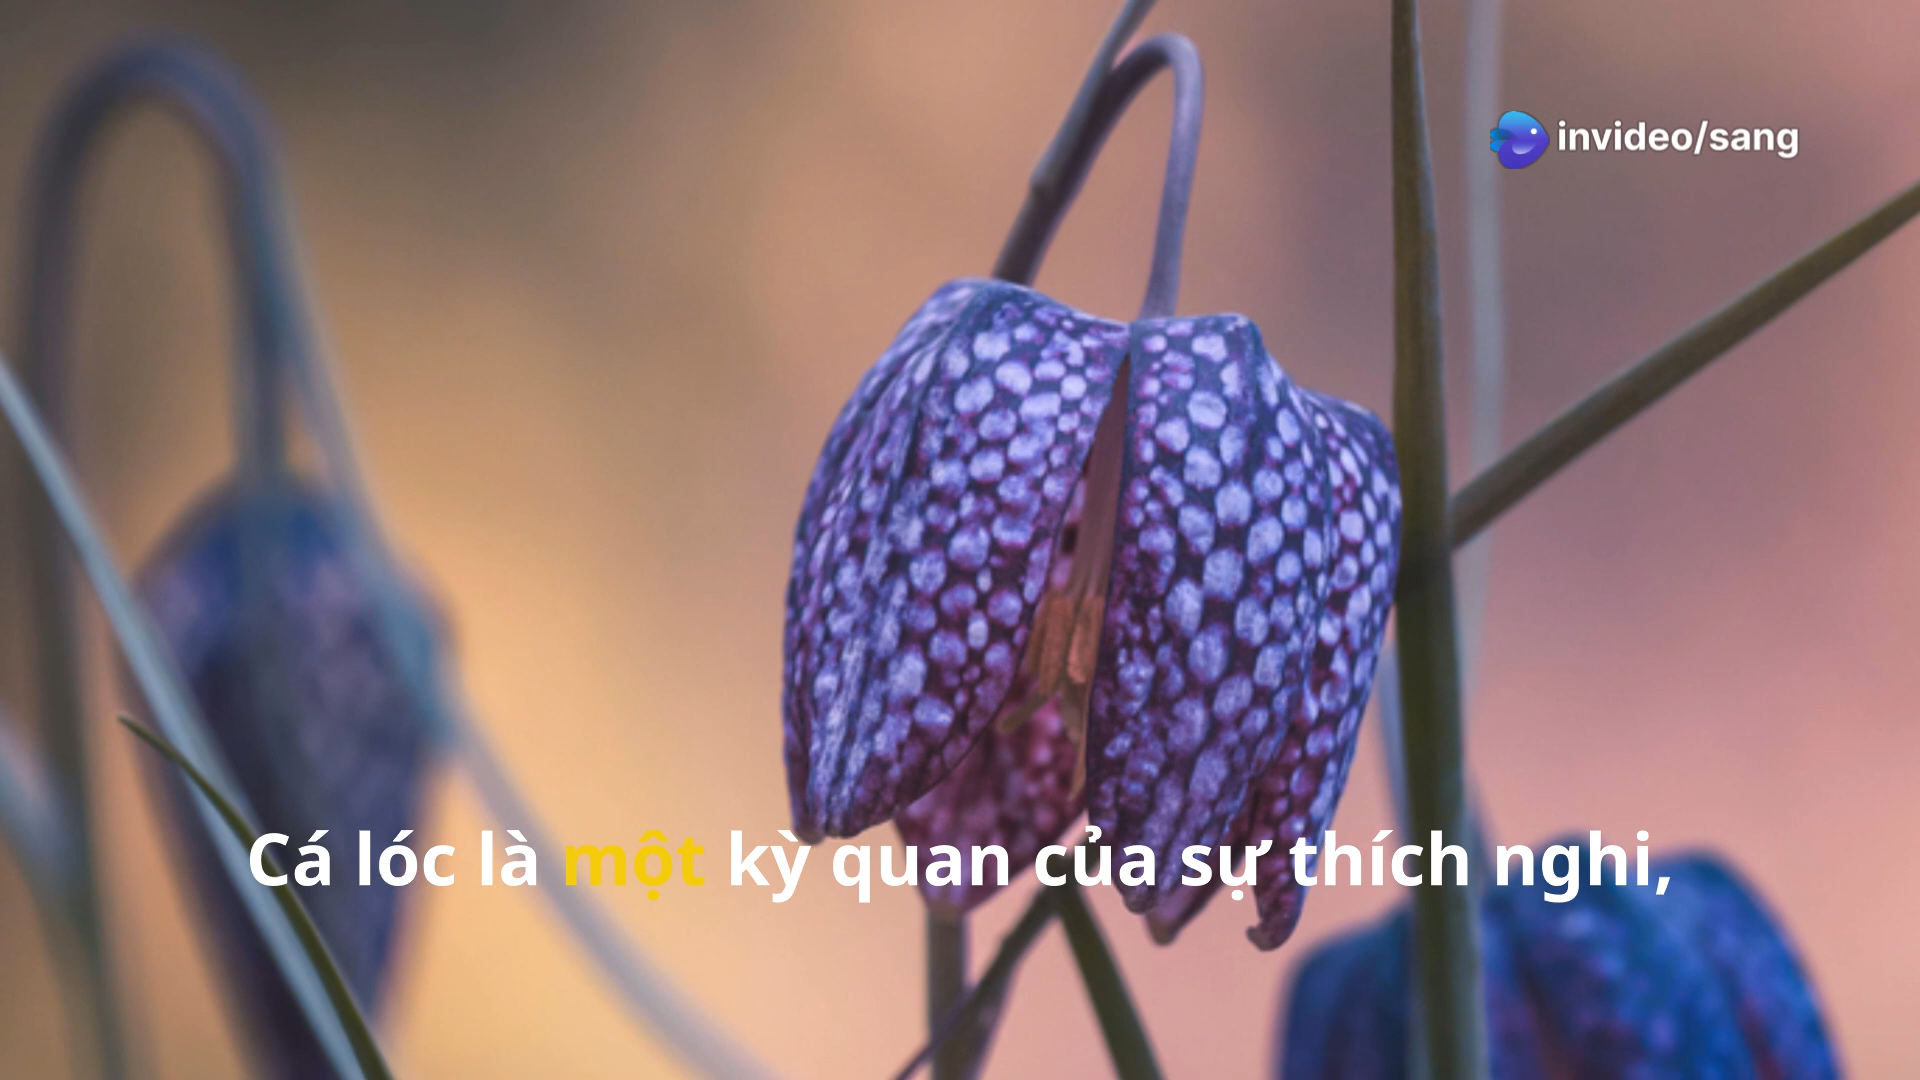 invideo/sang
Cá lóc là một kỳ quan của sự thích nghi,